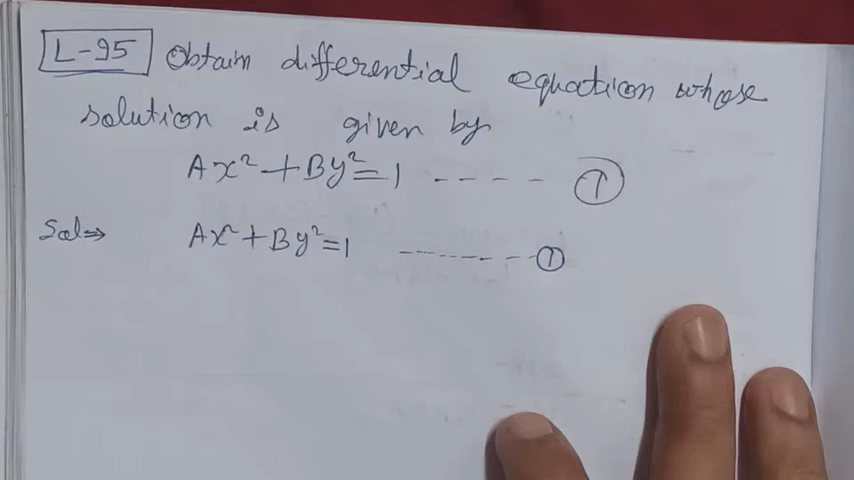 L-95 Obtain differential equation whose
solution is given by
Ax² + By² = 1 ----- ①
Sol⇒ Ax² + By² = 1 --------- ①